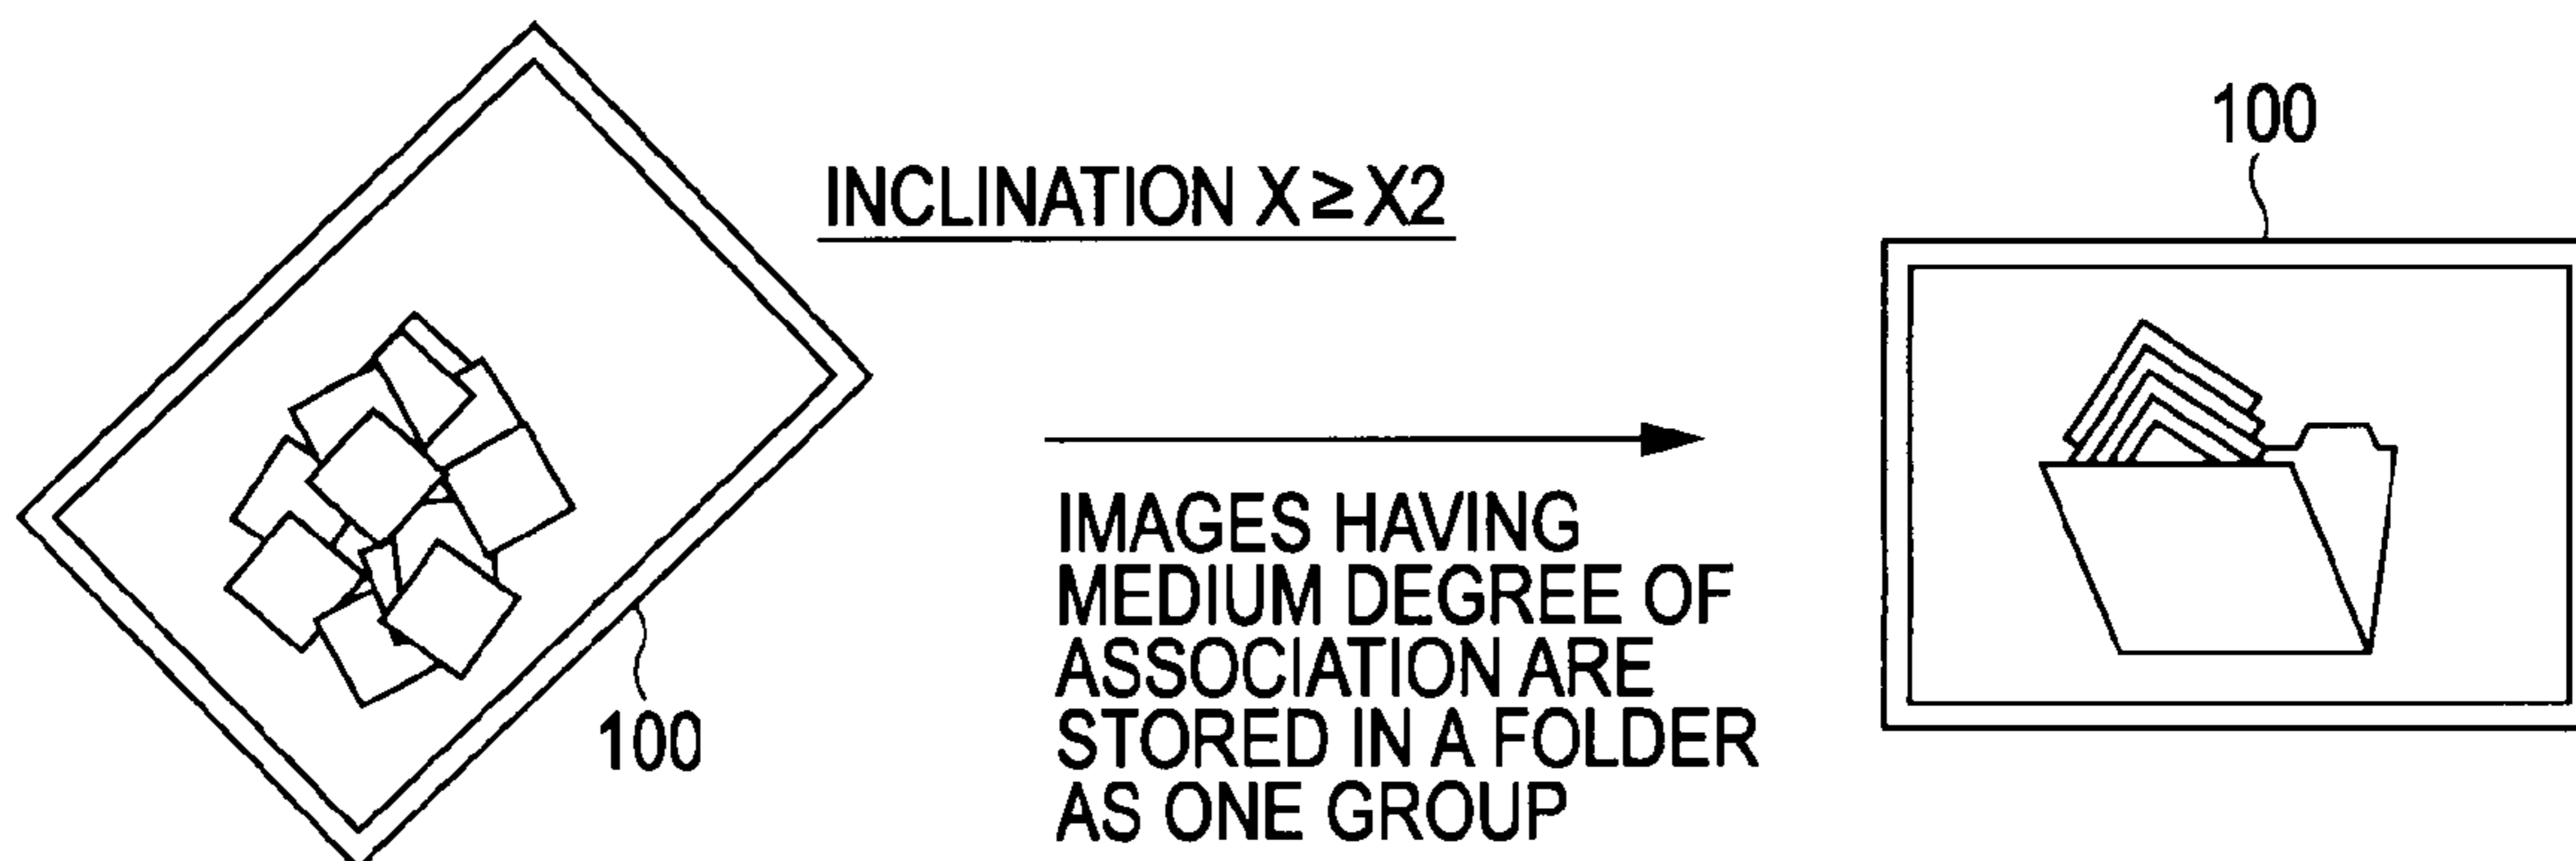 100
INCLINATION X ≥ X2
100
IMAGES HAVING
MEDIUM DEGREE OF
ASSOCIATION ARE
STORED IN A FOLDER
AS ONE GROUP